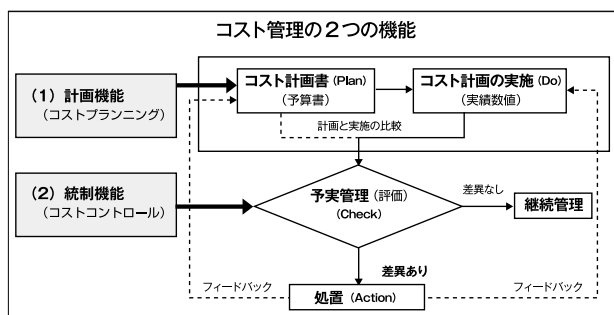 コスト管理の2つの機能
(1)計画機能
(コストプランニング)
コスト計画書(Plan)
(予算書)
コスト計画の実施(Do)
(実績数値)
計画と実施の比較
(2)統制機能
(コストコントロール)
予実管理(評価)
(Check)
差異なし
継続管理
差異あり
フィードバック
フィードバック
処置(Action)